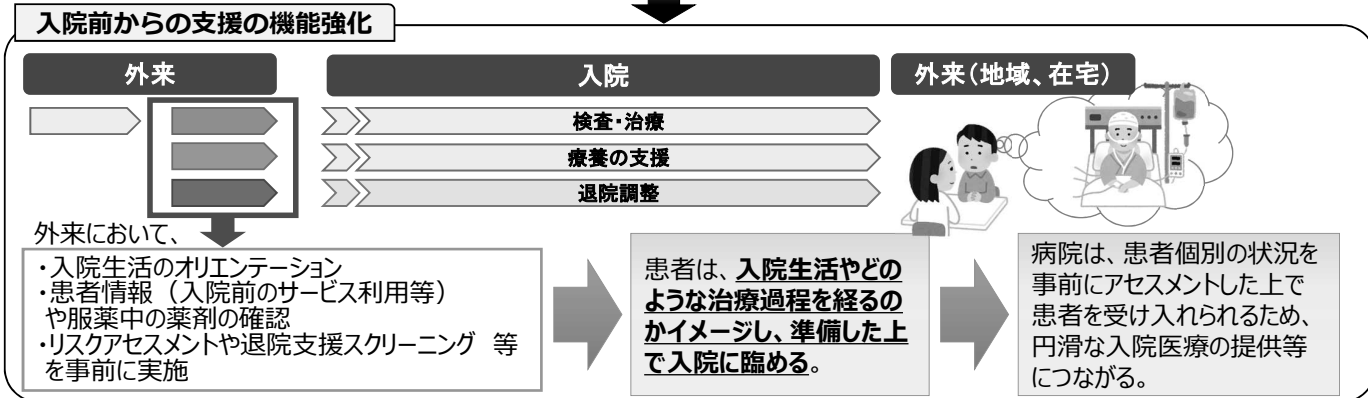 入院前からの支援の機能強化
外来
入院
外来(地域、在宅)
検査・治療
療養の支援
退院調整
外来において、
・入院生活のオリエンテーション
・患者情報（入院前のサービス利用等）
や服薬中の薬剤の確認
・リスクアセスメントや退院支援スクリーニング　等
を事前に実施
患者は、入院生活やどの
ような治療過程を経るの
かイメージし、準備した上
で入院に臨める。
病院は、患者個別の状況を
事前にアセスメントした上で
患者を受け入れられるため、
円滑な入院医療の提供等
につながる。